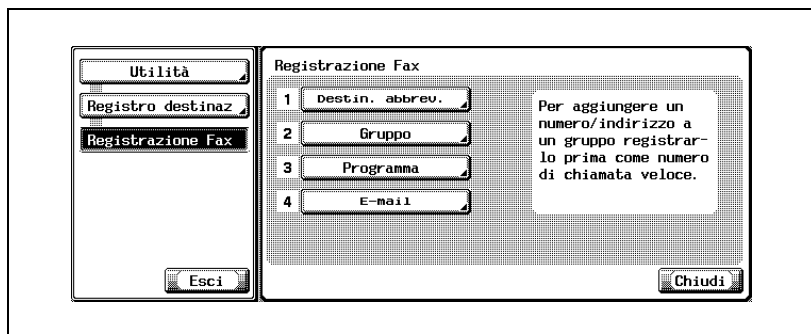 Utilità
Registro destinaz
Registrazione Fax
Esci
Registrazione Fax
1 Destin. abbrev.
2 Gruppo
3 Programma
4 E-mail
Per aggiungere un
numero/indirizzo a
un gruppo registrar-
lo prima come numero
di chiamata veloce.
Chiudi